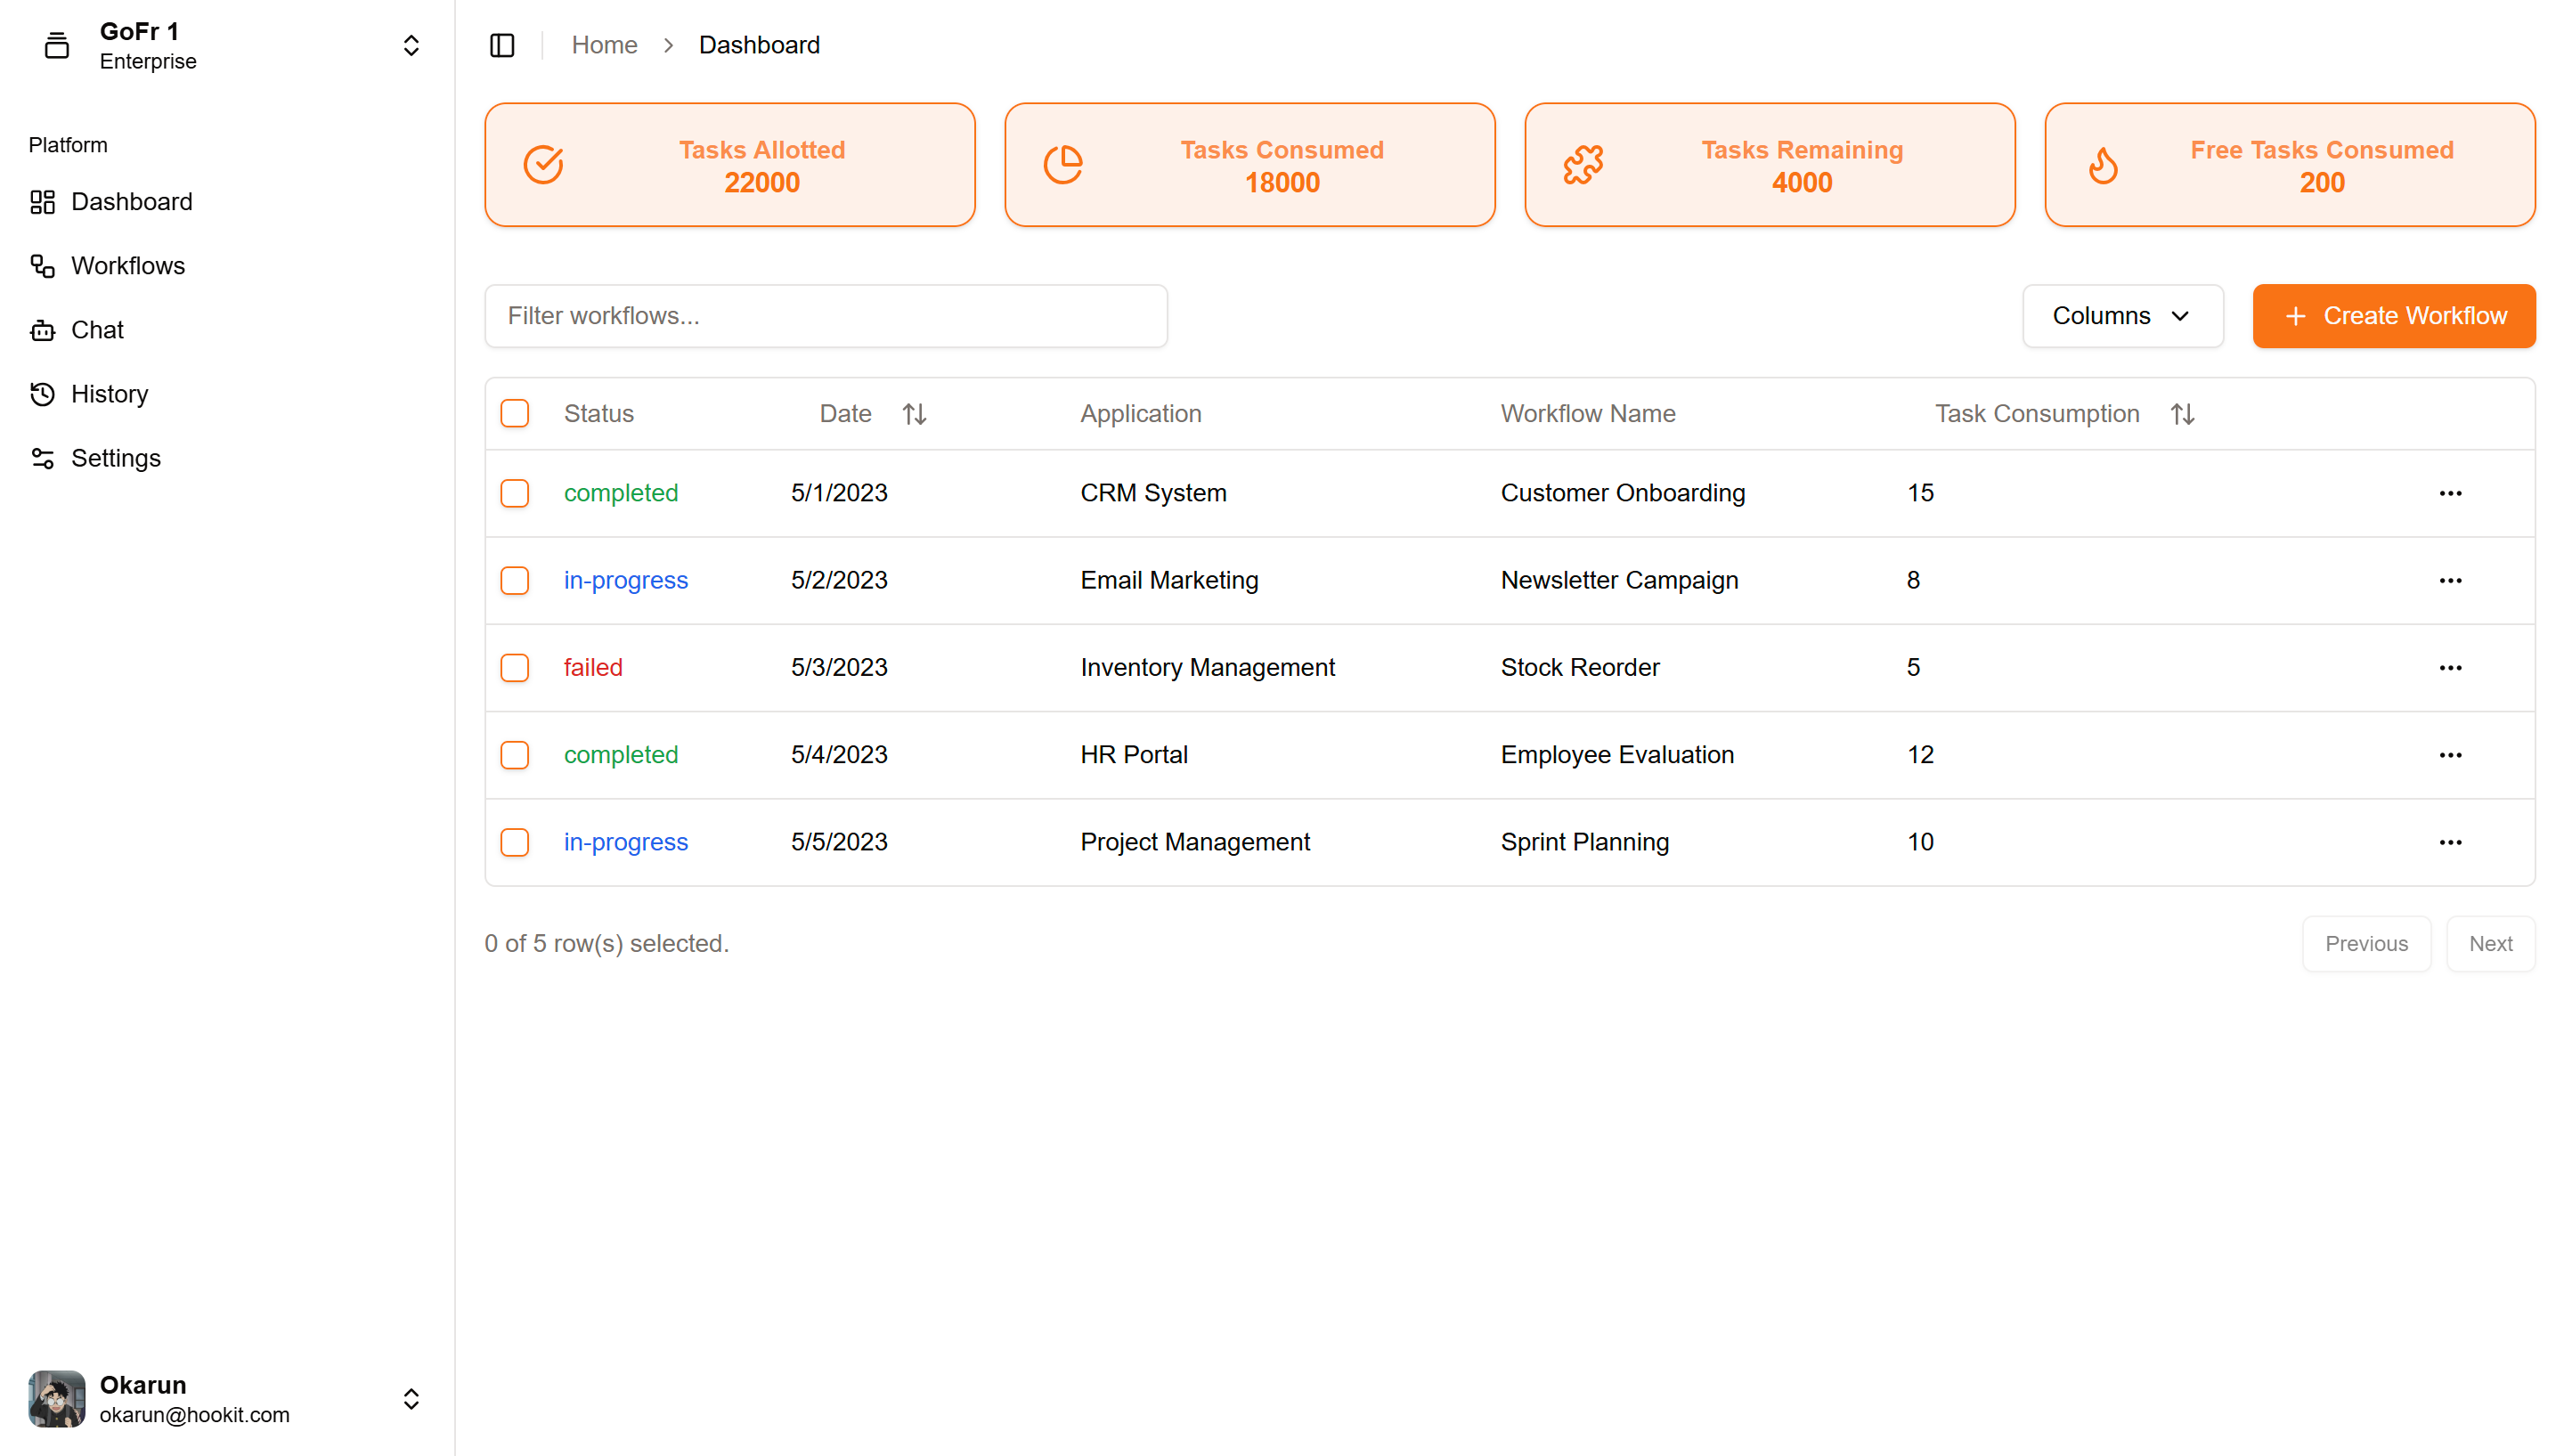 GoFr 1
Enterprise
Platform
Dashboard
Workflows
Chat
History
Settings
Okarun
okarun@hookit.com
Home > Dashboard
Tasks Allotted
22000
Tasks Consumed
18000
Tasks Remaining
4000
Free Tasks Consumed
200
Filter workflows...
Columns
Create Workflow
Status Date Application Workflow Name Task Consumption
completed 5/1/2023 CRM System Customer Onboarding 15
in-progress 5/2/2023 Email Marketing Newsletter Campaign 8
failed 5/3/2023 Inventory Management Stock Reorder 5
completed 5/4/2023 HR Portal Employee Evaluation 12
in-progress 5/5/2023 Project Management Sprint Planning 10
0 of 5 row(s) selected.
Previous
Next